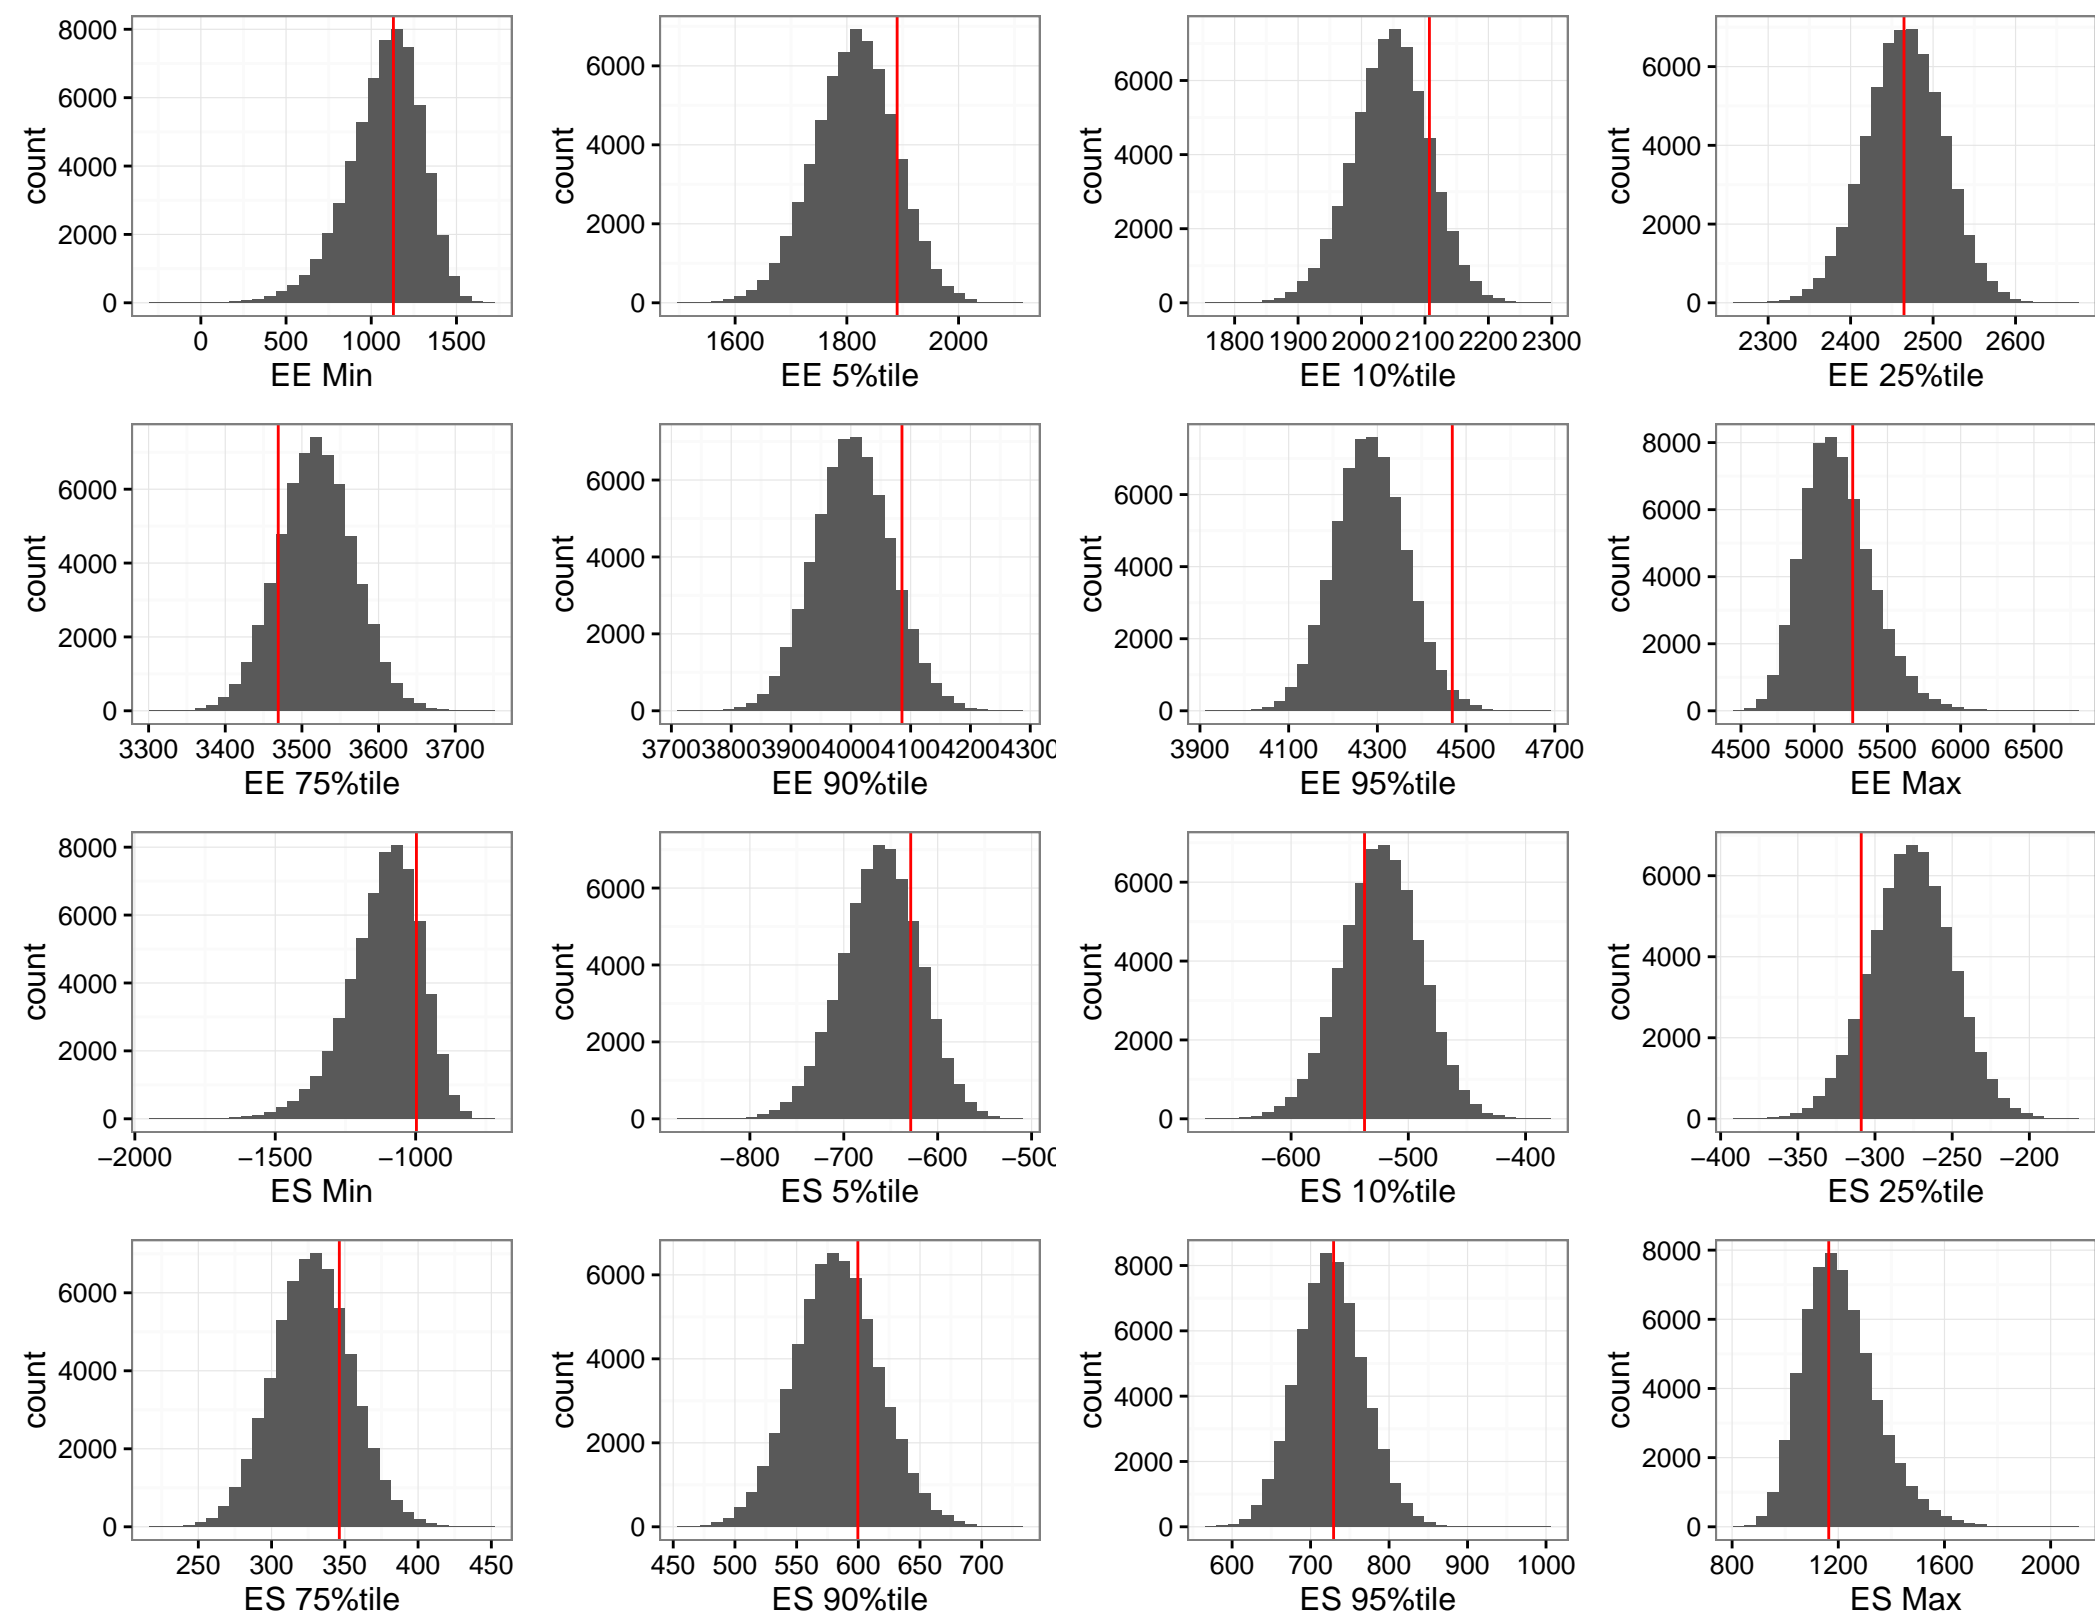 8000
6000
4000
2000
0
count
0 500 1000 1500
EE Min
6000
4000
2000
0
count
1600 1800 2000
EE 5%tile
6000
4000
2000
0
count
1800 1900 2000 2100 2200 2300
EE 10%tile
6000
4000
2000
0
count
2300 2400 2500 2600
EE 25%tile
6000
4000
2000
0
count
3300 3400 3500 3600 3700
EE 75%tile
6000
4000
2000
0
count
3700 3800 3900 4000 4100 4200 4300
EE 90%tile
6000
4000
2000
0
count
3900 4100 4300 4500 4700
EE 95%tile
8000
6000
4000
2000
0
count
4500 5000 5500 6000 6500
EE Max
8000
6000
4000
2000
0
count
−2000 −1500 −1000
ES Min
6000
4000
2000
0
count
−800 −700 −600 −500
ES 5%tile
6000
4000
2000
0
count
−600 −500 −400
ES 10%tile
6000
4000
2000
0
count
−400 −350 −300 −250 −200
ES 25%tile
6000
4000
2000
0
count
250 300 350 400 450
ES 75%tile
6000
4000
2000
0
count
450 500 550 600 650 700
ES 90%tile
8000
6000
4000
2000
0
count
600 700 800 900 1000
ES 95%tile
8000
6000
4000
2000
0
count
800 1200 1600 2000
ES Max